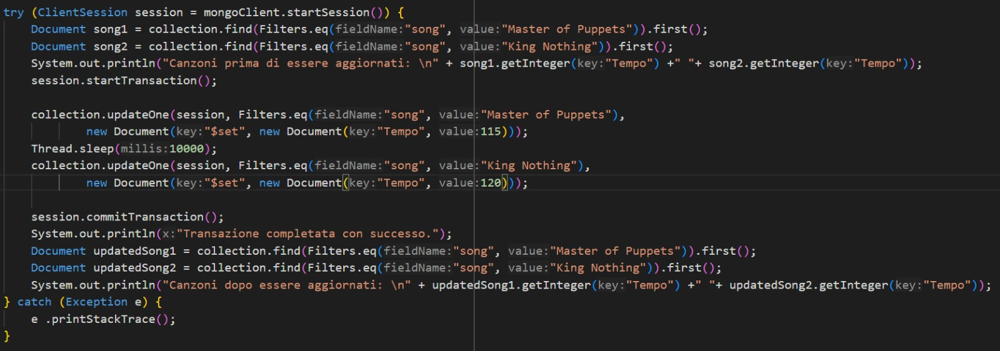 try (ClientSession session = mongoClient.startSession()) {
Document song1 = collection.find(Filters.eq(fieldName:"song", value:"Master of Puppets")).first();
Document song2 = collection.find(Filters.eq(fieldName:"song", value:"King Nothing")).first();
System.out.println("Canzoni prima di essere aggiornati: \n" + song1.getInteger(key:"Tempo") +" "+ song2.getInteger(key:"Tempo"));
session.startTransaction();
collection.updateOne(session, Filters.eq(fieldName:"song", value:"Master of Puppets"),
new Document(key:"$set", new Document(key:"Tempo", value:115)));
Thread.sleep(millis:10000);
collection.updateOne(session, Filters.eq(fieldName:"song", value:"King Nothing"),
new Document(key:"$set", new Document(key:"Tempo", value:120)));
session.commitTransaction();
System.out.println(x:"Transazione completata con successo.");
Document updatedSong1 = collection.find(Filters.eq(fieldName:"song", value:"Master of Puppets")).first();
Document updatedSong2 = collection.find(Filters.eq(fieldName:"song", value:"King Nothing")).first();
System.out.println("Canzoni dopo essere aggiornati: \n" + updatedSong1.getInteger(key:"Tempo") +" "+ updatedSong2.getInteger(key:"Tempo"));
} catch (Exception e) {
e .printStackTrace();
}